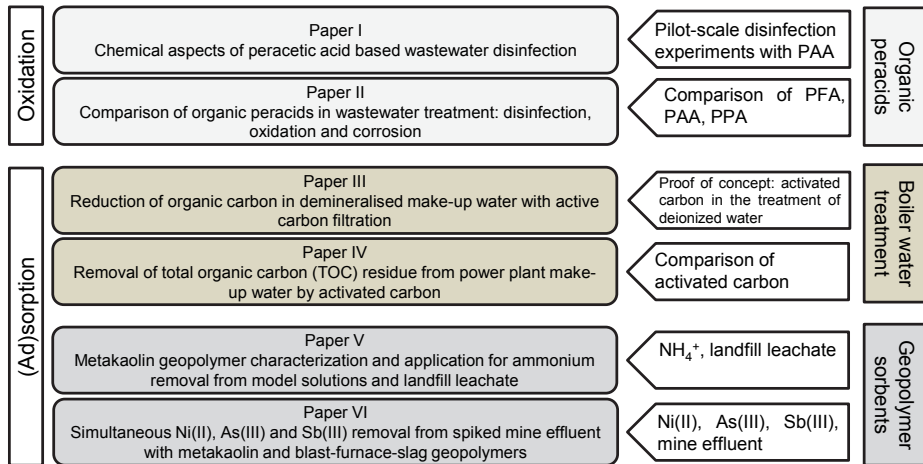 Oxidation
Paper I
Chemical aspects of peracetic acid based wastewater disinfection
Pilot-scale disinfection
experiments with PAA
Paper II
Comparison of organic peracids in wastewater treatment: disinfection,
oxidation and corrosion
Comparison of PFA,
PAA, PPA
Organic
peracids
(Ad)sorption
Paper III
Reduction of organic carbon in demineralised make-up water with active
carbon filtration
Proof of concept: activated
carbon in the treatment of
deionized water
Paper IV
Removal of total organic carbon (TOC) residue from power plant make-
up water by activated carbon
Comparison of
activated carbon
Boiler water
treatment
Paper V
Metakaolin geopolymer characterization and application for ammonium
removal from model solutions and landfill leachate
NH₄⁺, landfill leachate
Paper VI
Simultaneous Ni(II), As(III) and Sb(III) removal from spiked mine effluent
with metakaolin and blast-furnace-slag geopolymers
Ni(II), As(III), Sb(III),
mine effluent
Geopolymer
sorbents